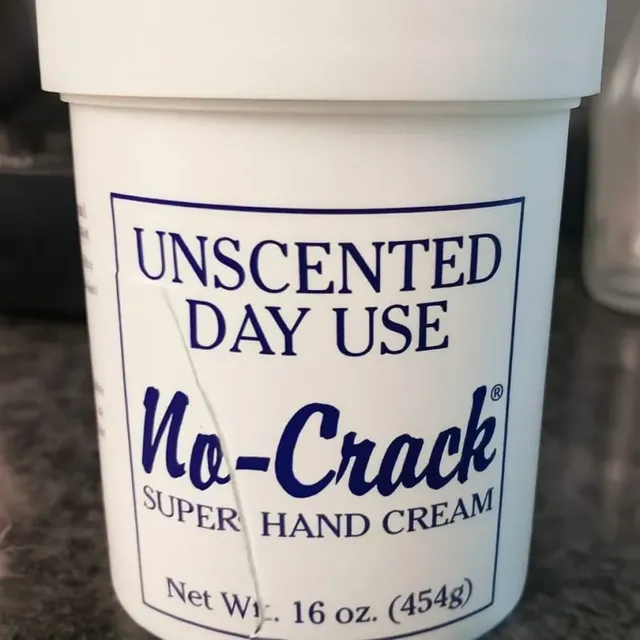 UNSCENTED
DAY USE
No-Crack®
SUPER HAND CREAM
Net Wt. 16 oz. (454g)